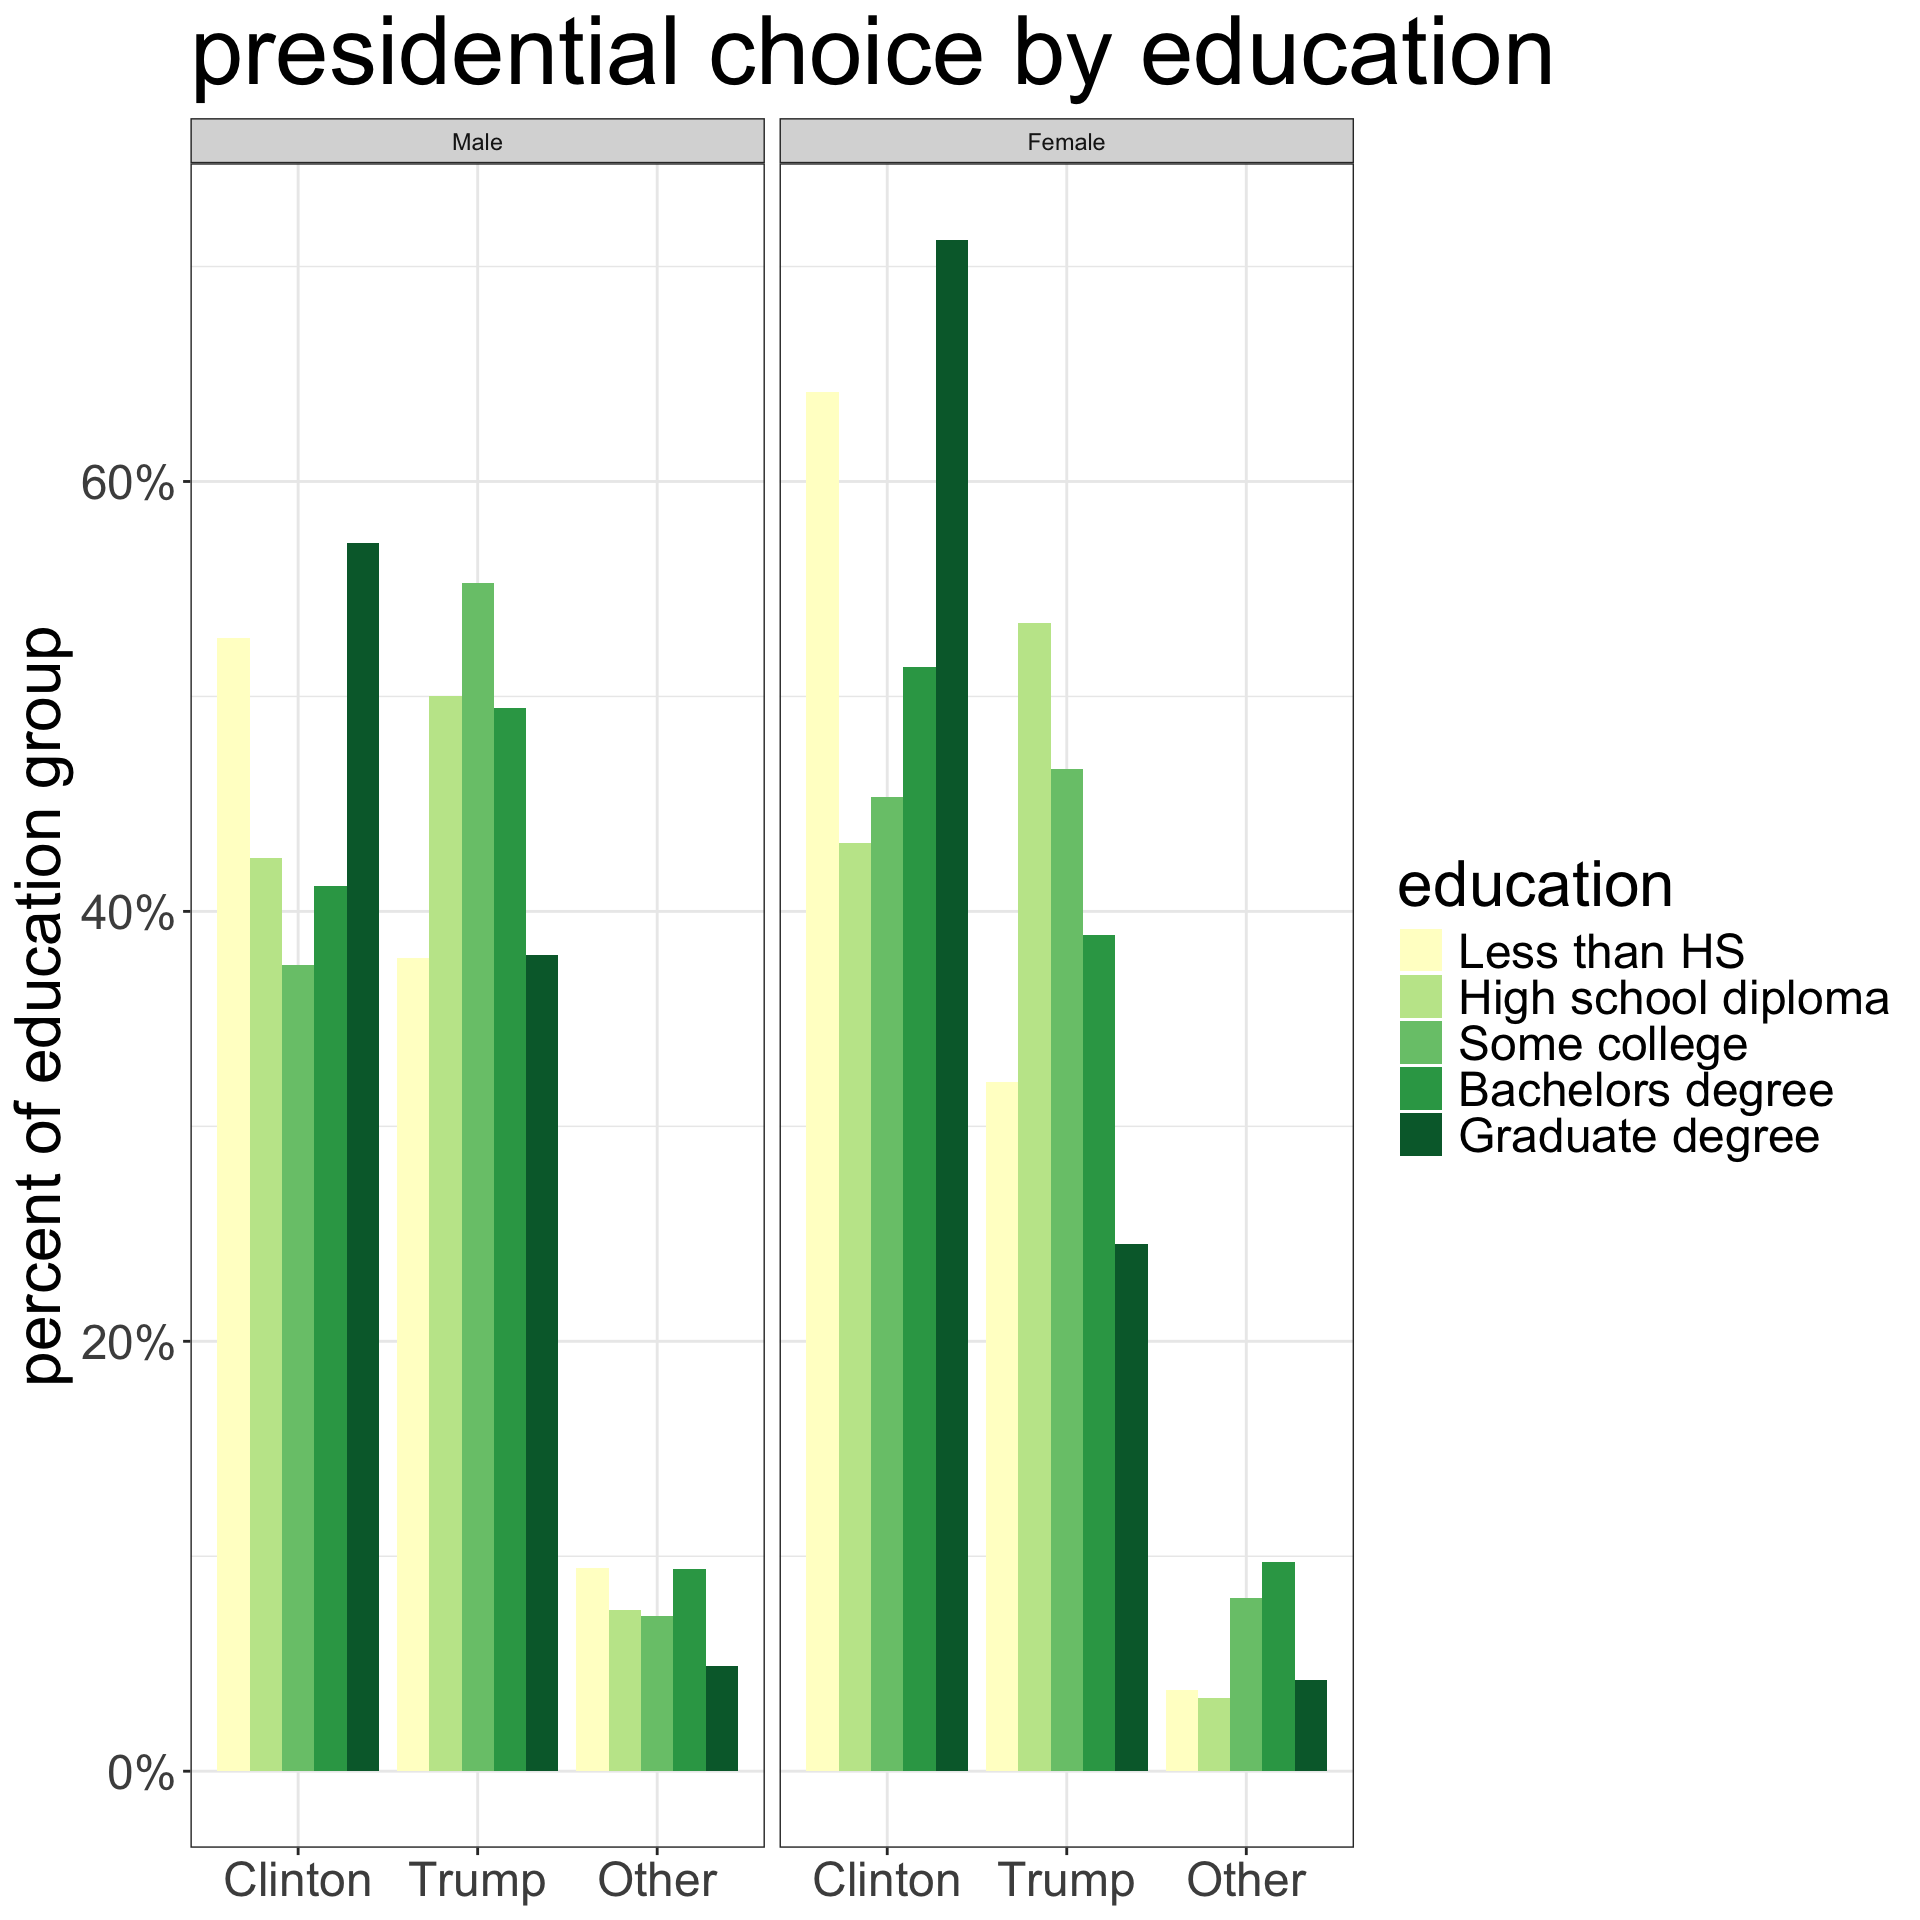 presidential choice by education
Male
Female
percent of education group
60%
40%
20%
0%
Clinton Trump Other
Clinton Trump Other
education
Less than HS
High school diploma
Some college
Bachelors degree
Graduate degree